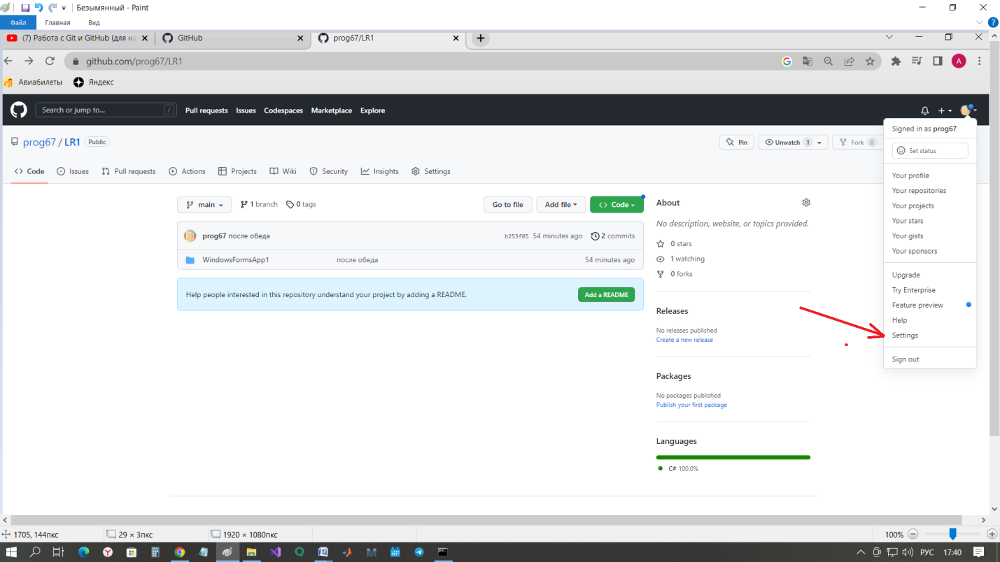 Безымянный - Paint
Файл Главная Вид
(7) Работа с Git и GitHub (для на GitHub prog67/LR1
github.com/prog67/LR1 A
Авиабилеты Яндекс
Search or jump to... / Pull requests Issues Codespaces Marketplace Explore
Signed in as prog67
prog67 / LR1 Public Pin Unwatch 1 Fork 0
Set status
Code Issues Pull requests Actions Projects Wiki Security Insights Settings
Your profile
Your repositories
Your projects
Your stars
Your gists
Your sponsors
Upgrade
Try Enterprise
Feature preview
Help
Settings
Sign out
main 1 branch 0 tags Go to file Add file Code
prog67 после обеда b253f05 54 minutes ago 2 commits
WindowsFormsApp1 после обеда 54 minutes ago
Help people interested in this repository understand your project by adding a README. Add a README
About
No description, website, or topics provided.
0 stars
1 watching
0 forks
Releases
No releases published
Create a new release
Packages
No packages published
Publish your first package
Languages
C# 100.0%
1705, 144пкс 29 × 3пкс 1920 × 1080пкс 100%
РУС 17:40